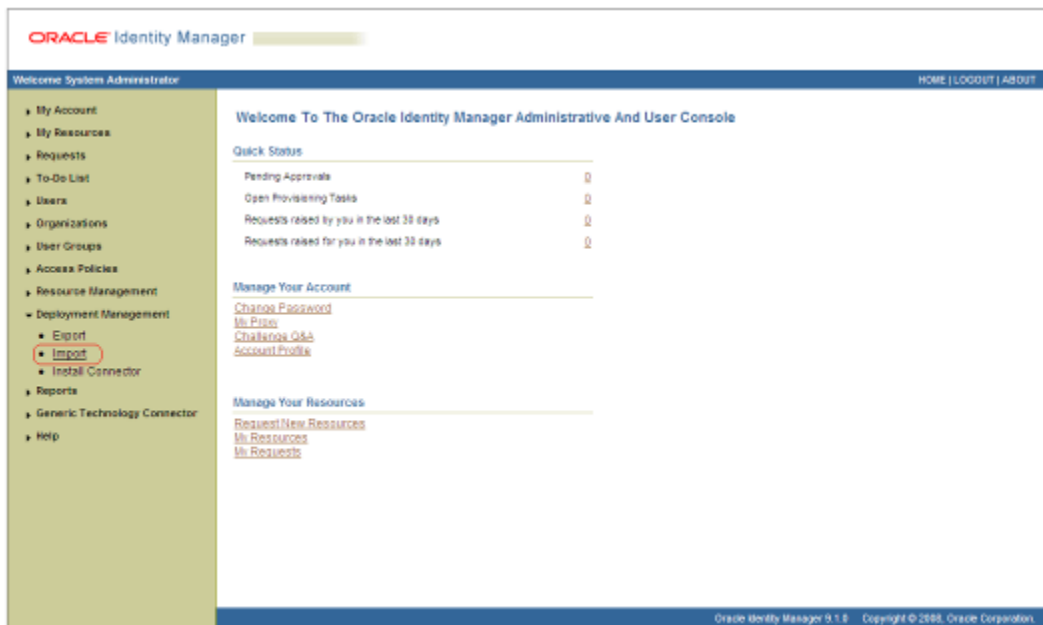 ORACLE Identity Manager
Welcome System Administrator
HOME | LOGOUT | ABOUT
My Account
My Resources
Requests
To-Do List
Users
Organizations
User Groups
Access Policies
Resource Management
Deployment Management
Export
Import
Install Connector
Reports
Generic Technology Connector
Help
Welcome To The Oracle Identity Manager Administrative And User Console
Quick Status
Pending Approvals 0
Open Provisioning Tasks 0
Requests raised by you in the last 30 days 0
Requests raised for you in the last 30 days 0
Manage Your Account
Change Password
My Proxy
Challenge Q&A
Account Profile
Manage Your Resources
Request New Resources
My Resources
My Requests
Oracle Identity Manager 9.1.0 Copyright © 2008, Oracle Corporation.